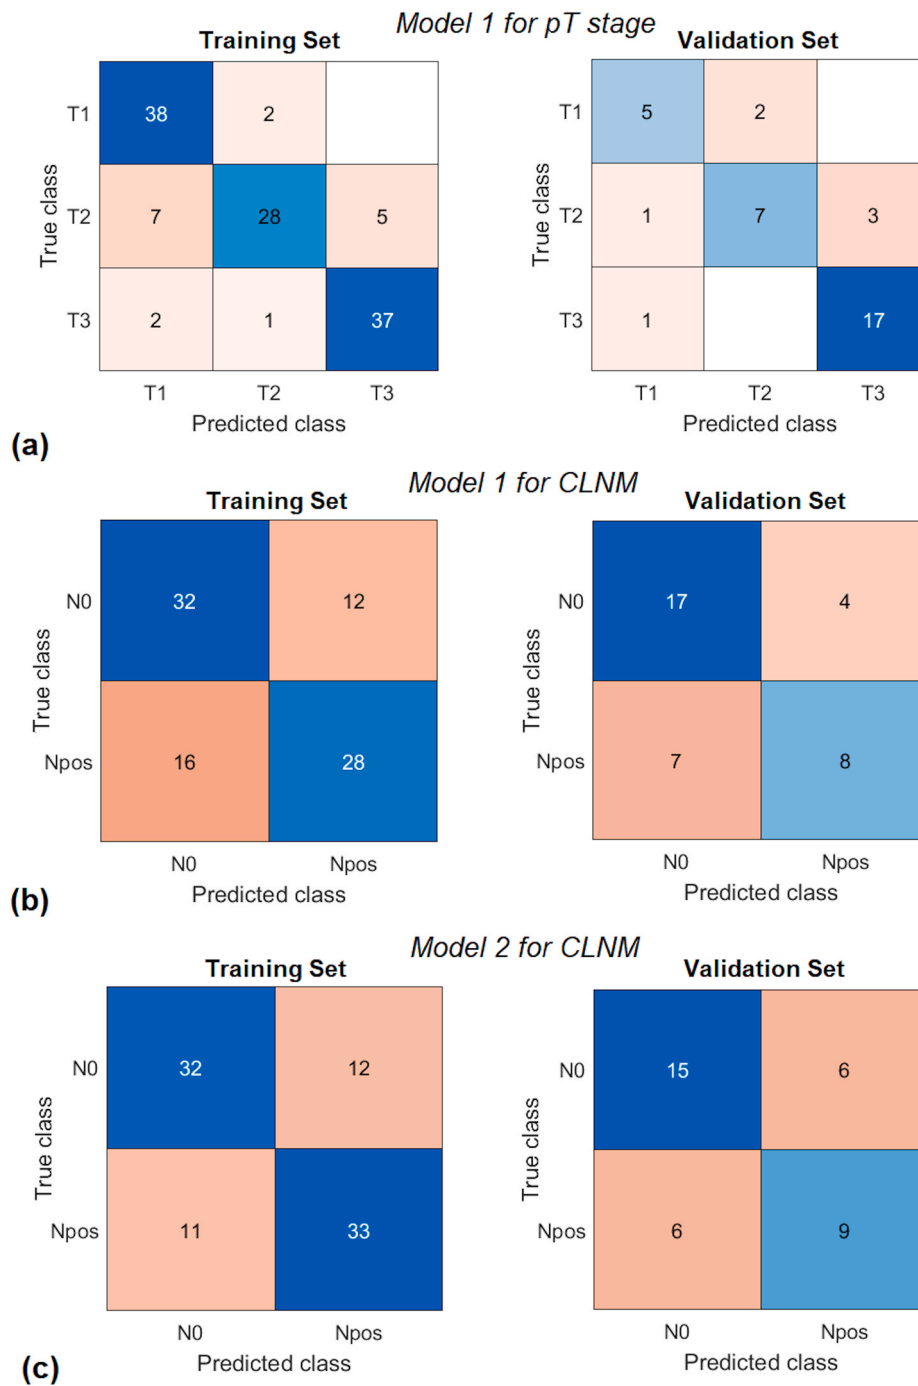 Model 1 for pT stage
Training Set
Validation Set
T1
38
2
T2
7
28
5
T3
2
1
37
T1
T2
T3
True class
Predicted class
T1
5
2
T2
1
7
3
T3
1
17
T1
T2
T3
True class
Predicted class
(a)
Model 1 for CLNM
Training Set
Validation Set
N0
32
12
Npos
16
28
N0
Npos
True class
Predicted class
N0
17
4
Npos
7
8
N0
Npos
True class
Predicted class
(b)
Model 2 for CLNM
Training Set
Validation Set
N0
32
12
Npos
11
33
N0
Npos
True class
Predicted class
N0
15
6
Npos
6
9
N0
Npos
True class
Predicted class
(c)